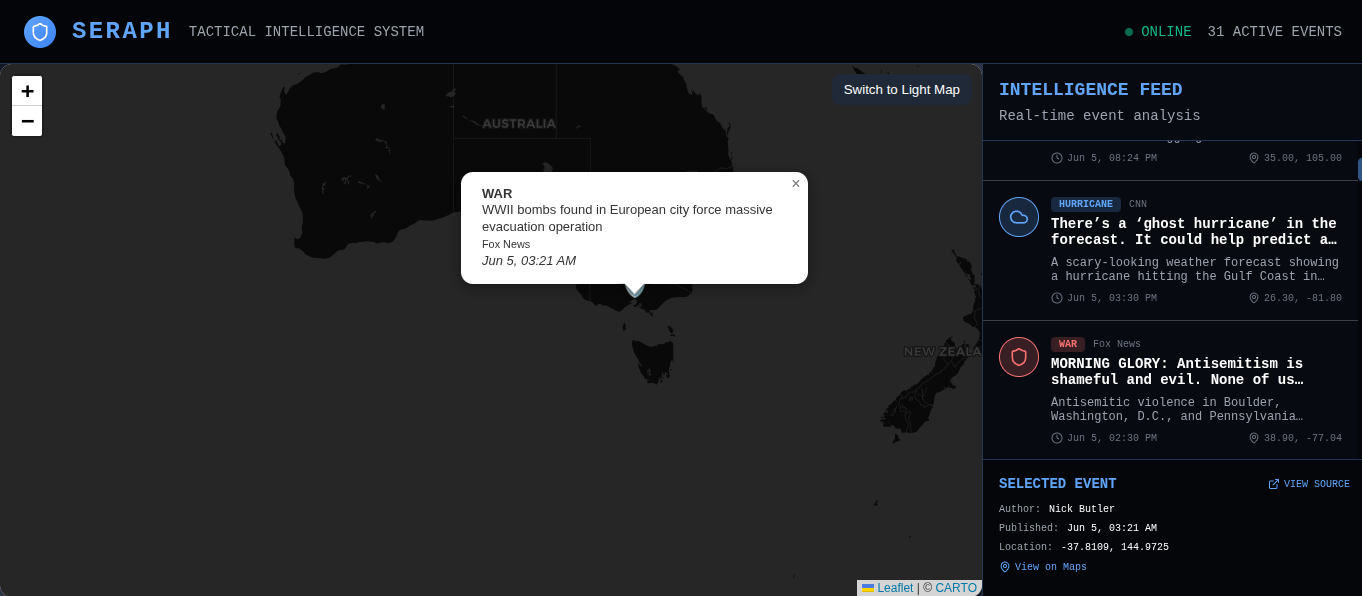 SERAPH TACTICAL INTELLIGENCE SYSTEM
ONLINE 31 ACTIVE EVENTS
+
−
Switch to Light Map
AUSTRALIA
NEW ZEALA
×
WAR
WWII bombs found in European city force massive
evacuation operation
Fox News
Jun 5, 03:21 AM
Leaflet | © CARTO
INTELLIGENCE FEED
Real-time event analysis
Jun 5, 08:24 PM 35.00, 105.00
HURRICANE CNN
There’s a ‘ghost hurricane’ in the
forecast. It could help predict a…
A scary-looking weather forecast showing
a hurricane hitting the Gulf Coast in…
Jun 5, 03:30 PM 26.30, -81.80
WAR Fox News
MORNING GLORY: Antisemitism is
shameful and evil. None of us…
Antisemitic violence in Boulder,
Washington, D.C., and Pennsylvania…
Jun 5, 02:30 PM 38.90, -77.04
SELECTED EVENT VIEW SOURCE
Author: Nick Butler
Published: Jun 5, 03:21 AM
Location: -37.8109, 144.9725
View on Maps